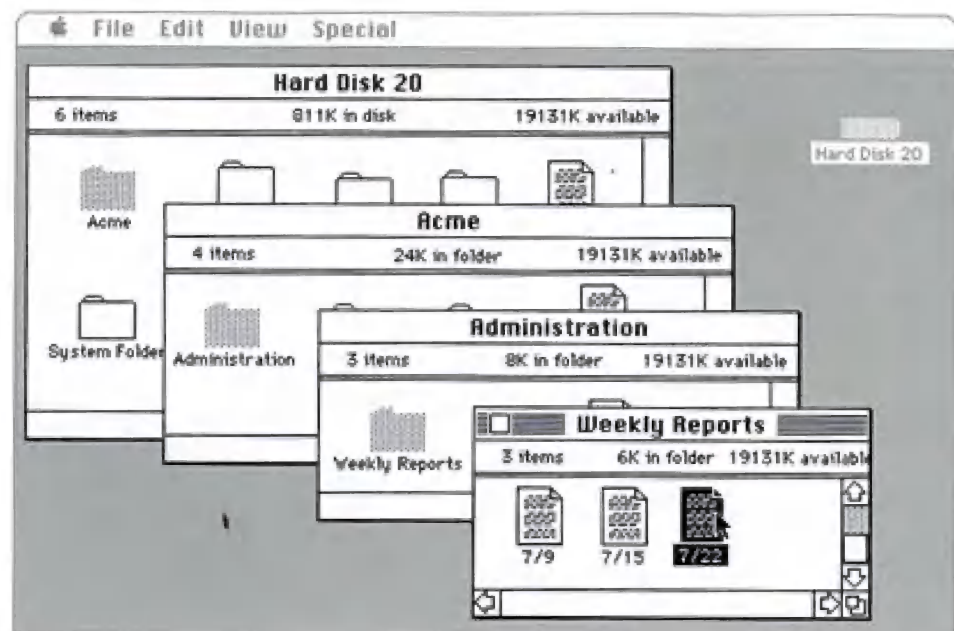 File Edit View Special
Hard Disk 20
6 items 811K in disk 19131K available
Hard Disk 20
Acme
System Folder
Acme
4 items 24K in folder 19131K available
Administration
Administration
3 items 8K in folder 19131K available
Weekly Reports
Weekly Reports
3 items 6K in folder 19131K available
7/9 7/15 7/22